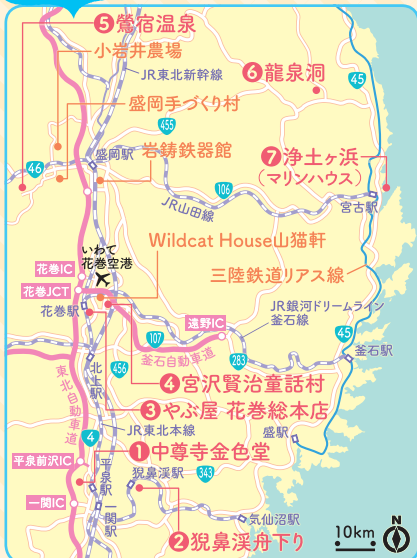 ❺鶯宿温泉
小岩井農場
JR東北新幹線
❻龍泉洞
45
盛岡手づくり村
455
46
盛岡駅
岩鋳鉄器館
❼浄土ヶ浜
（マリンハウス）
106
JR山田線
宮古駅
Wildcat House山猫軒
いわて
花巻空港
花巻IC
三陸鉄道リアス線
花巻JCT
花巻駅
JR銀河ドリームライン
釜石線
遠野IC
107
釜石自動車道
283
45
釜石駅
東北自動車道
北上駅
456
❹宮沢賢治童話村
❸やぶ屋 花巻総本店
4
JR東北本線
盛駅
❶中尊寺金色堂
平泉前沢IC
平泉駅
猊鼻渓駅
343
一関IC
一関駅
❷猊鼻渓舟下り
気仙沼駅
10km
N